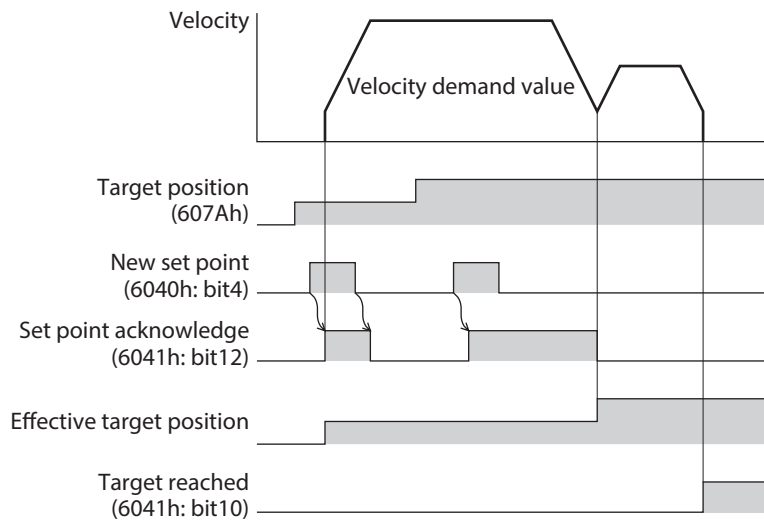 Velocity
Velocity demand value
Target position
(607Ah)
New set point
(6040h: bit4)
Set point acknowledge
(6041h: bit12)
Effective target position
Target reached
(6041h: bit10)